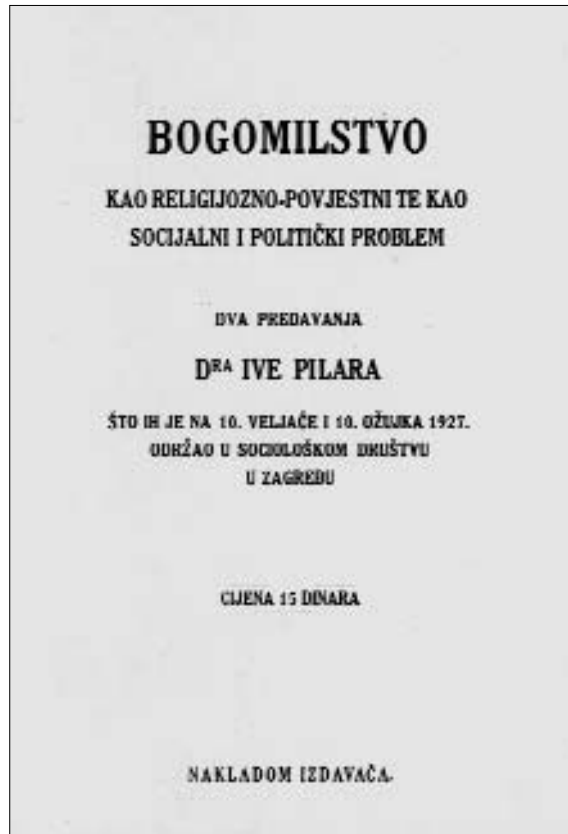 BOGOMILSTVO
KAO RELIGIJOZNO-POVJESTNI TE KAO
SOCIJALNI I POLITIČKI PROBLEM
DVA PREDAVANJA
DRA IVE PILARA
ŠTO IH JE NA 10. VELJAČE I 10. OŽUJKA 1927.
ODRŽAO U SOCIOLOŠKOM DRUŠTVU
U ZAGREBU
CIJENA 15 DINARA
NAKLADOM IZDAVAČA.